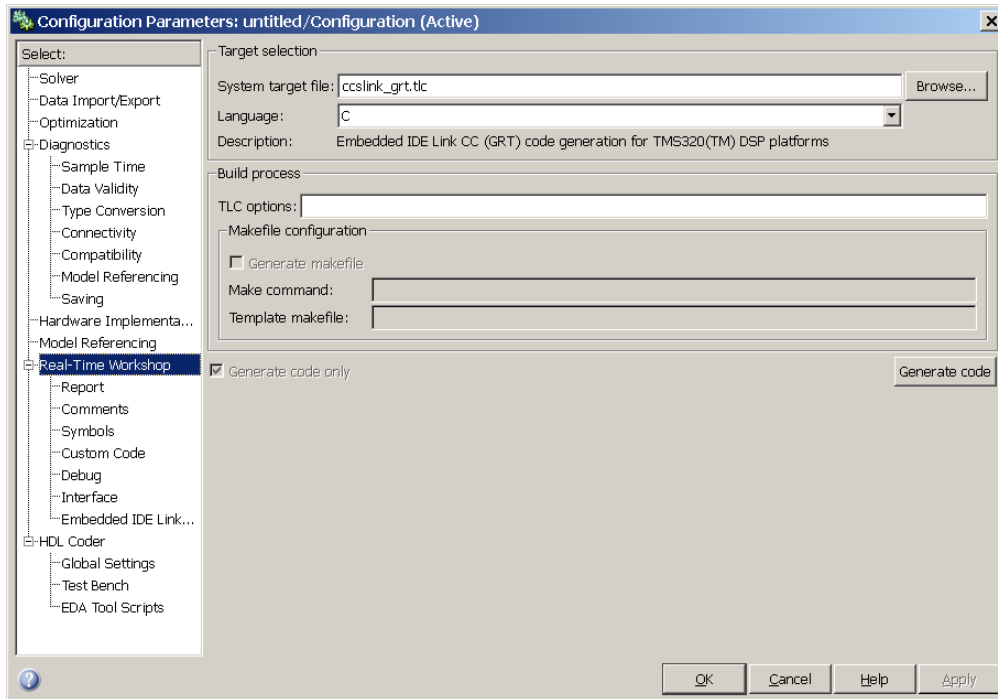 Configuration Parameters: untitled/Configuration (Active)
Select:
Solver
Data Import/Export
Optimization
Diagnostics
Sample Time
Data Validity
Type Conversion
Connectivity
Compatibility
Model Referencing
Saving
Hardware Implementa...
Model Referencing
Real-Time Workshop
Report
Comments
Symbols
Custom Code
Debug
Interface
Embedded IDE Link...
HDL Coder
Global Settings
Test Bench
EDA Tool Scripts
Target selection
System target file: ccslink_grt.tlc Browse...
Language: C
Description: Embedded IDE Link CC (GRT) code generation for TMS320(TM) DSP platforms
Build process
TLC options:
Makefile configuration
Generate makefile
Make command:
Template makefile:
Generate code only Generate code
OK Cancel Help Apply